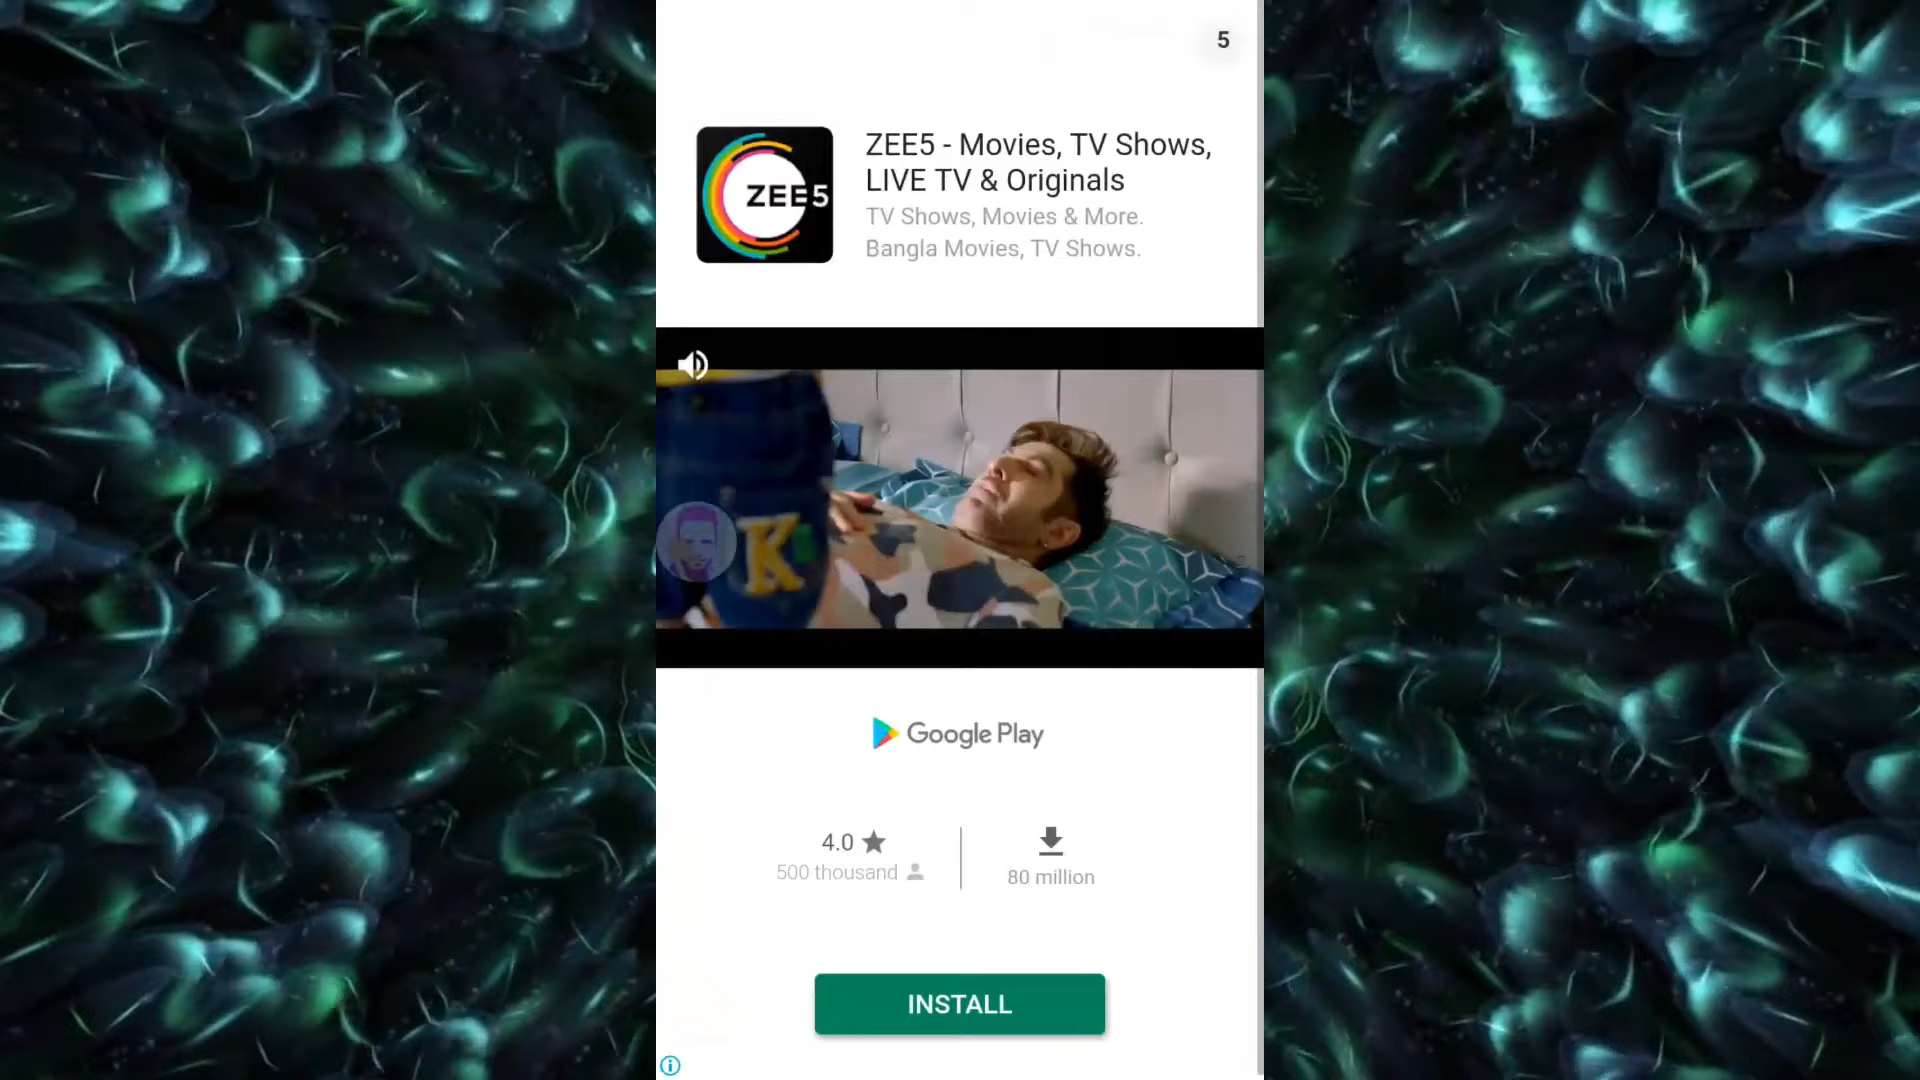 5
ZEE5
ZEE5 - Movies, TV Shows,
LIVE TV & Originals
TV Shows, Movies & More.
Bangla Movies, TV Shows.
K
Google Play
4.0
500 thousand
80 million
INSTALL